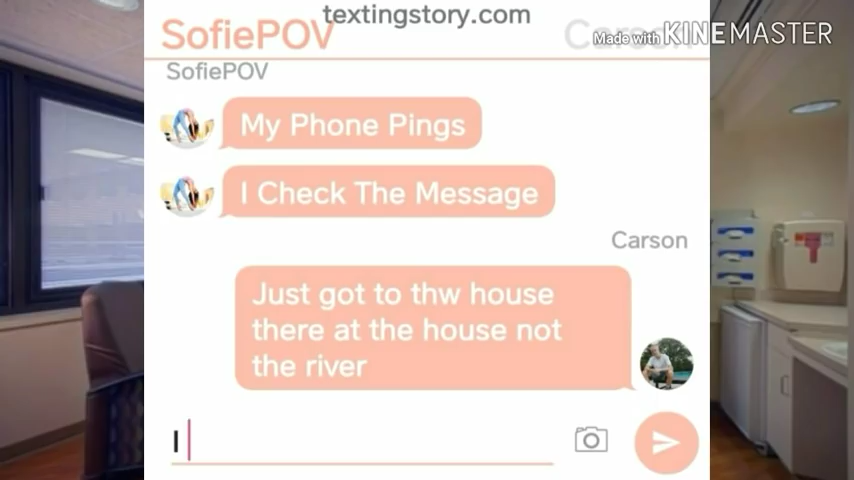 textingstory.com
SofiePOV
Carson
Made with KINEMASTER
SofiePOV
My Phone Pings
I Check The Message
Carson
Just got to thw house
there at the house not
the river
I